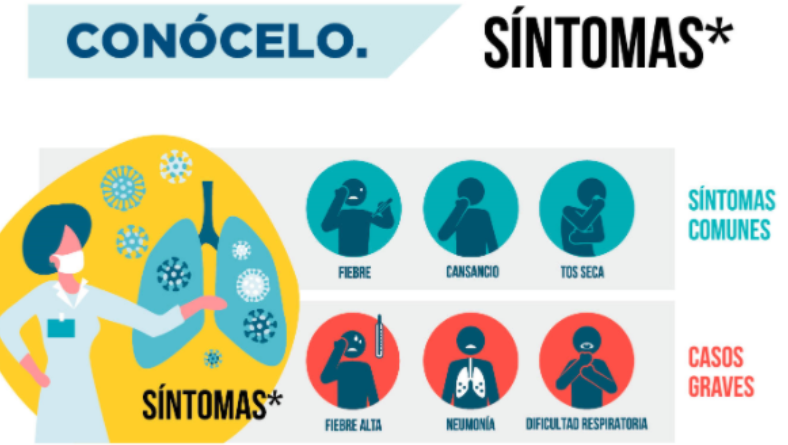 CONÓCELO.
SÍNTOMAS*
FIEBRE
CANSANCIO
TOS SECA
SÍNTOMAS
COMUNES
SÍNTOMAS*
FIEBRE ALTA
NEUMONÍA
DIFICULTAD RESPIRATORIA
CASOS
GRAVES